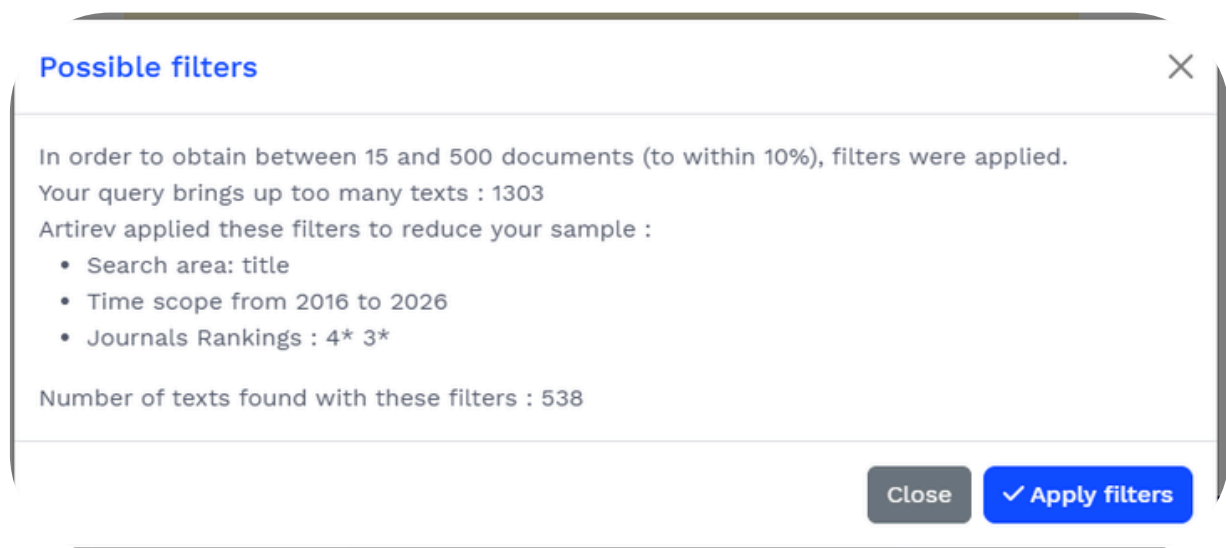 Possible filters
In order to obtain between 15 and 500 documents (to within 10%), filters were applied.
Your query brings up too many texts : 1303
Artirev applied these filters to reduce your sample :
• Search area: title
• Time scope from 2016 to 2026
• Journals Rankings : 4* 3*
Number of texts found with these filters : 538
Close
✓ Apply filters